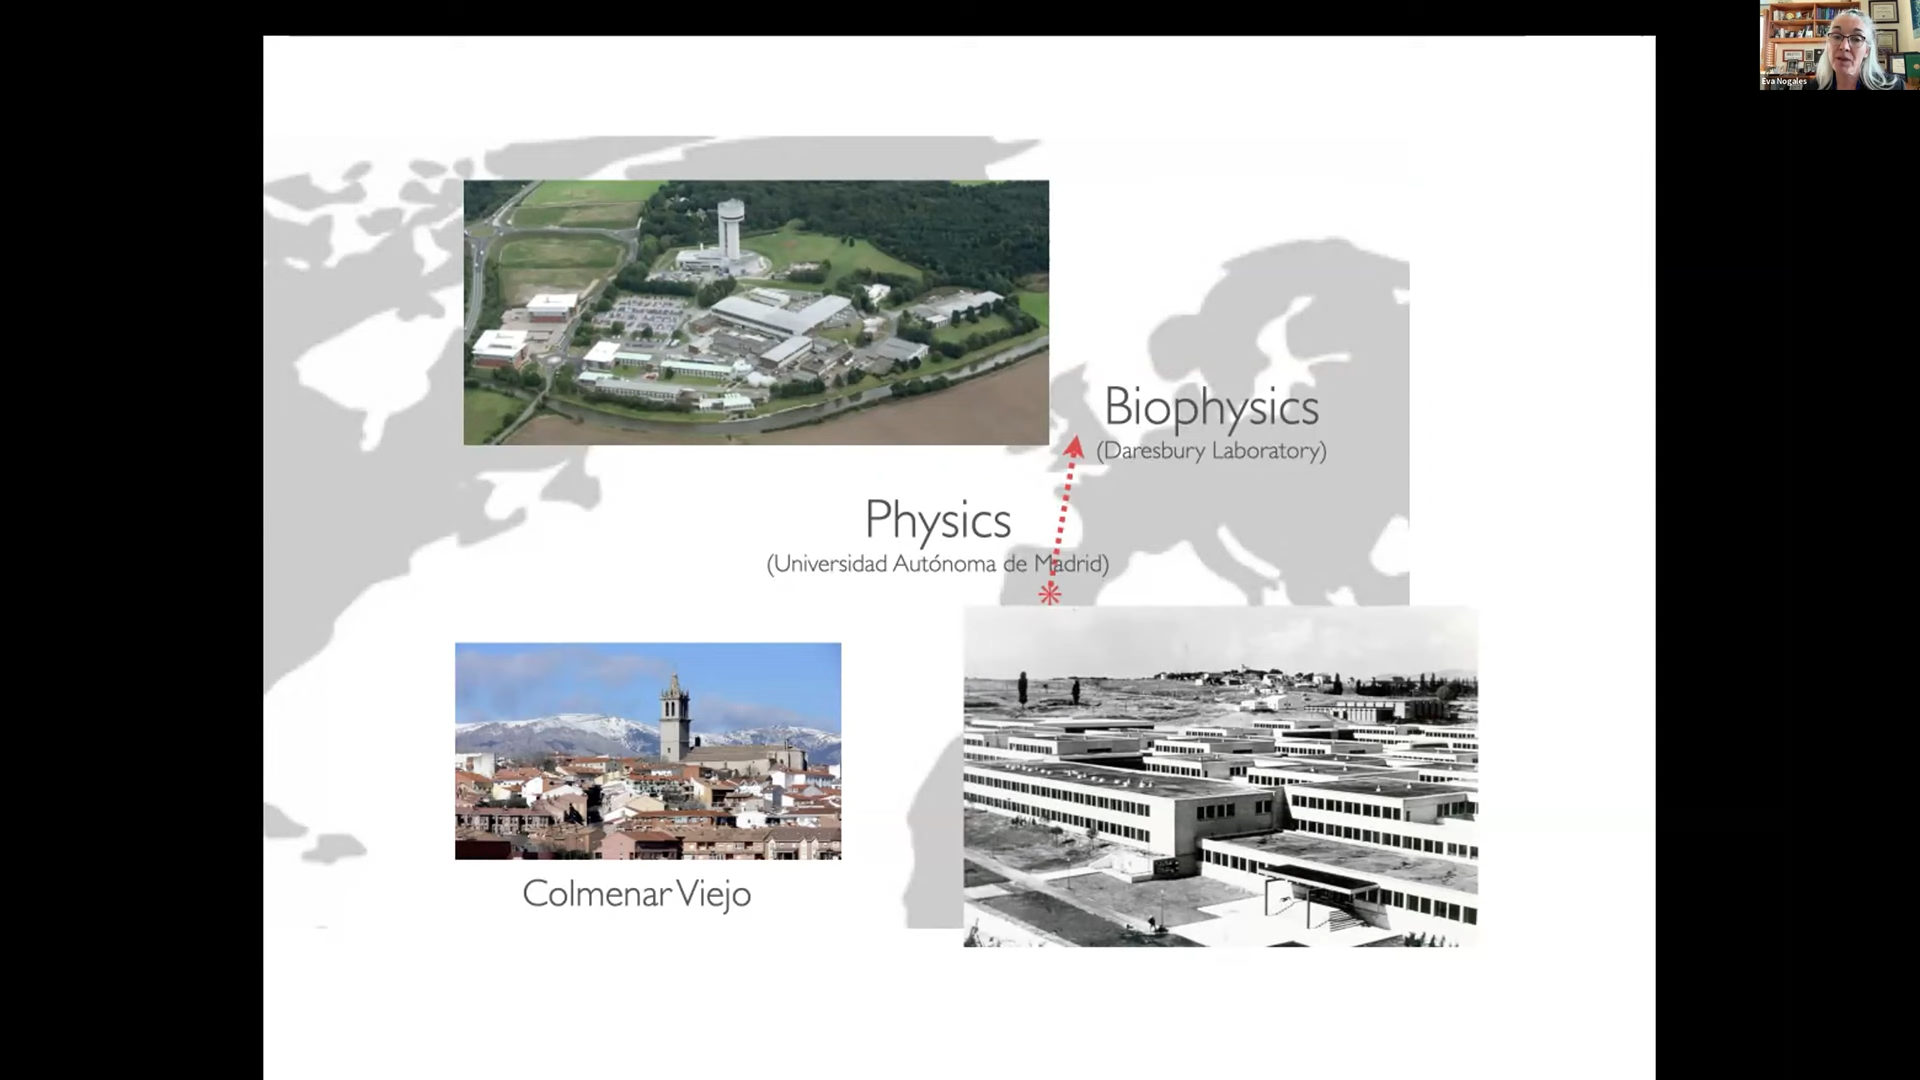 Eva Nogales
Biophysics
(Daresbury Laboratory)
Physics
(Universidad Autónoma de Madrid)
Colmenar Viejo